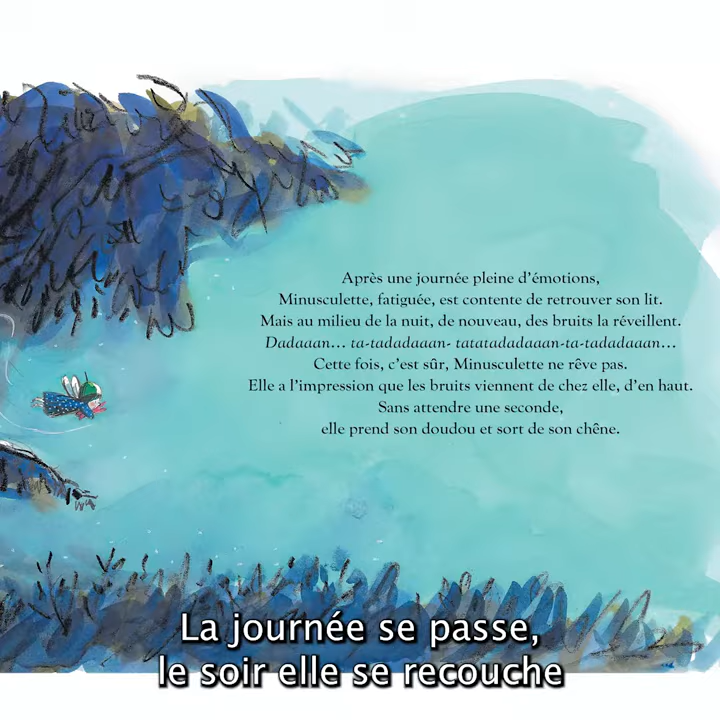 Après une journée pleine d'émotions,
Minusculette, fatiguée, est contente de retrouver son lit.
Mais au milieu de la nuit, de nouveau, des bruits la réveillent.
Dadaaan… ta-tadadaaan- tatatadadaaan-ta-tadadaaan…
Cette fois, c'est sûr, Minusculette ne rêve pas.
Elle a l'impression que les bruits viennent de chez elle, d'en haut.
Sans attendre une seconde,
elle prend son doudou et sort de son chêne.
La journée se passe,
le soir elle se recouche